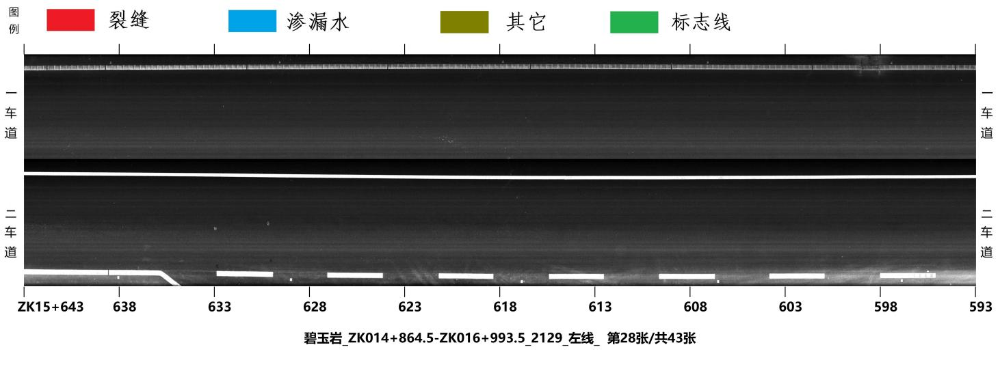 图例
裂缝 渗漏水 其它 标志线
一车道 一车道
二车道 二车道
ZK15+643 638 633 628 623 618 613 608 603 598 593
碧玉岩_ZK014+864.5-ZK016+993.5_2129_左线_ 第28张/共43张